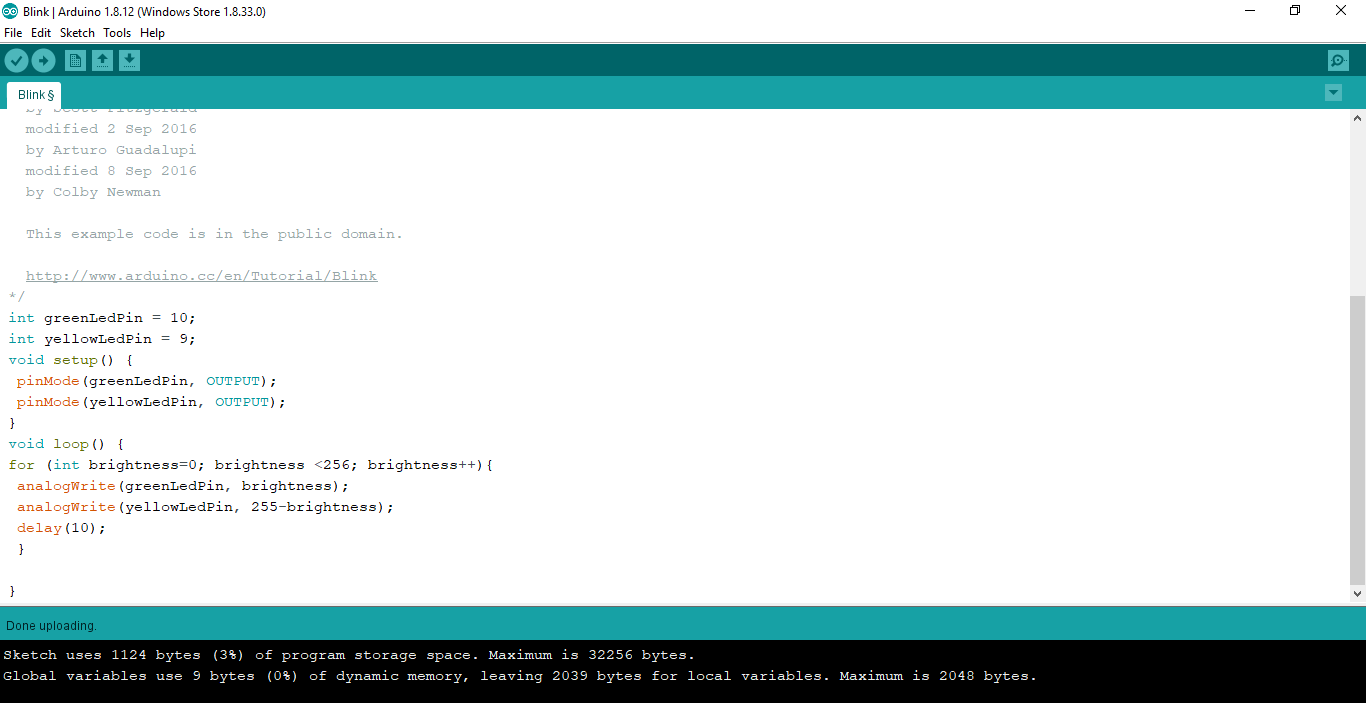 Blink | Arduino 1.8.12 (Windows Store 1.8.33.0)
File Edit Sketch Tools Help
Blink §
by Scott Fitzgerald
modified 2 Sep 2016
by Arturo Guadalupi
modified 8 Sep 2016
by Colby Newman
This example code is in the public domain.
http://www.arduino.cc/en/Tutorial/Blink
*/
int greenLedPin = 10;
int yellowLedPin = 9;
void setup() {
pinMode(greenLedPin, OUTPUT);
pinMode(yellowLedPin, OUTPUT);
}
void loop() {
for (int brightness=0; brightness <256; brightness++){
analogWrite(greenLedPin, brightness);
analogWrite(yellowLedPin, 255-brightness);
delay(10);
}
}
Done uploading.
Sketch uses 1124 bytes (3%) of program storage space. Maximum is 32256 bytes.
Global variables use 9 bytes (0%) of dynamic memory, leaving 2039 bytes for local variables. Maximum is 2048 bytes.